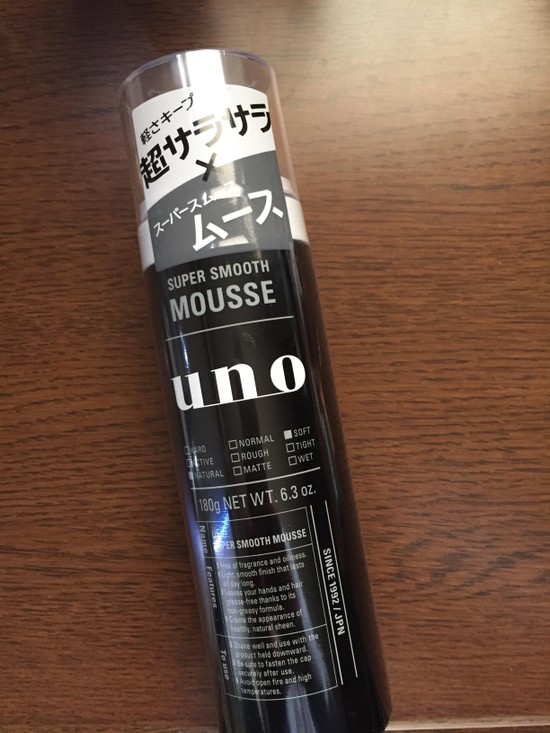 軽さキープ
超サラサラ
×
スーパースムース
ムース
SUPER SMOOTH
MOUSSE
uno
HARD □NORMAL ■SOFT
ACTIVE □ROUGH □TIGHT
NATURAL □MATTE □WET
180g NET WT. 6.3 oz.
Name
SUPER SMOOTH MOUSSE
Features
Free of fragrance and oiliness.
Light, smooth finish that lasts
all day long.
Leaves your hands and hair
grease-free thanks to its
non-greasy formula.
Create the appearance of
healthy, natural sheen.
To use
Shake well and use with the
product held downward.
Be sure to fasten the cap
securely after use.
Avoid open fire and high
temperatures.
SINCE 1992 / JPN